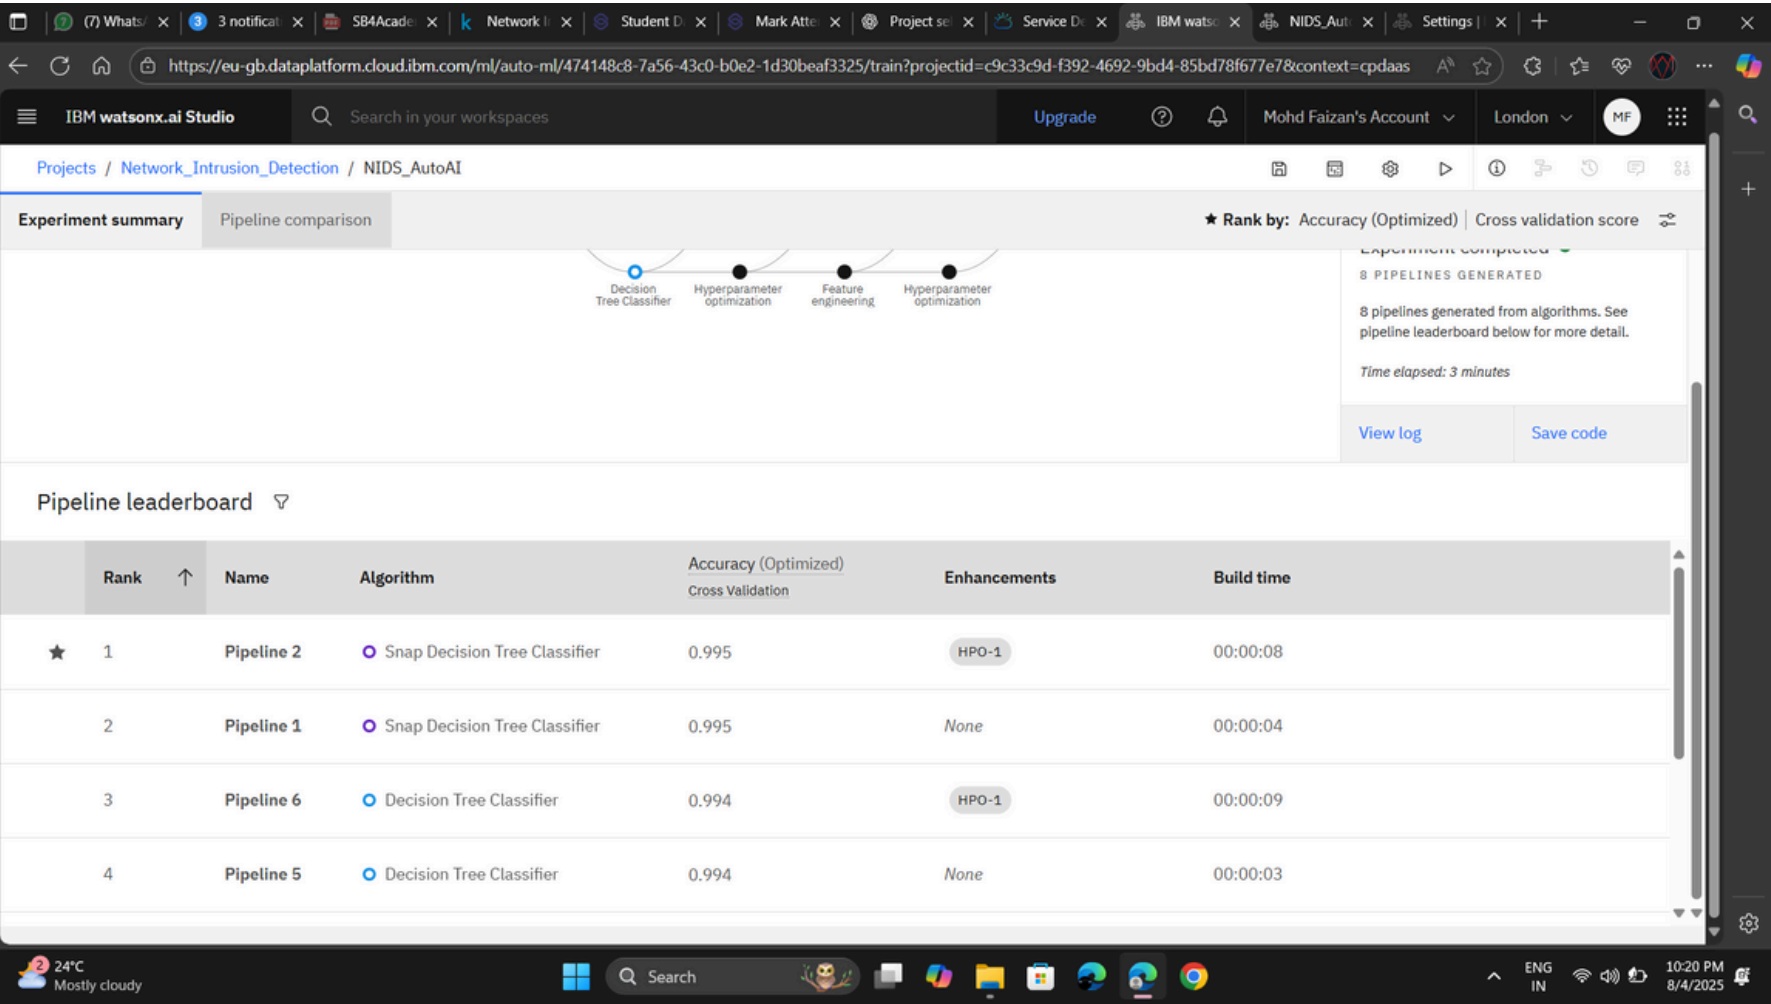 (7) Whats/
3 notificat
SB4Acade
Network I
Student D
Mark Atte
Project se
Service De
IBM watso
NIDS_Aut
Settings |
https://eu-gb.dataplatform.cloud.ibm.com/ml/auto-ml/474148c8-7a56-43c0-b0e2-1d30beaf3325/train?projectid=c9c33c9d-f392-4692-9bd4-85bd78f677e7&context=cpdaas
IBM watsonx.ai Studio
Search in your workspaces
Upgrade
Mohd Faizan's Account
London
MF
Projects / Network_Intrusion_Detection / NIDS_AutoAI
Experiment summary
Pipeline comparison
Rank by: Accuracy (Optimized) | Cross validation score
Experiment completed
Decision
Tree Classifier
Hyperparameter
optimization
Feature
engineering
Hyperparameter
optimization
8 PIPELINES GENERATED
8 pipelines generated from algorithms. See
pipeline leaderboard below for more detail.
Time elapsed: 3 minutes
View log
Save code
Pipeline leaderboard
Rank Name Algorithm Accuracy (Optimized) Enhancements Build time
Cross Validation
1 Pipeline 2 Snap Decision Tree Classifier 0.995 HPO-1 00:00:08
2 Pipeline 1 Snap Decision Tree Classifier 0.995 None 00:00:04
3 Pipeline 6 Decision Tree Classifier 0.994 HPO-1 00:00:09
4 Pipeline 5 Decision Tree Classifier 0.994 None 00:00:03
2
24°C
Mostly cloudy
Search
ENG
IN
10:20 PM
8/4/2025